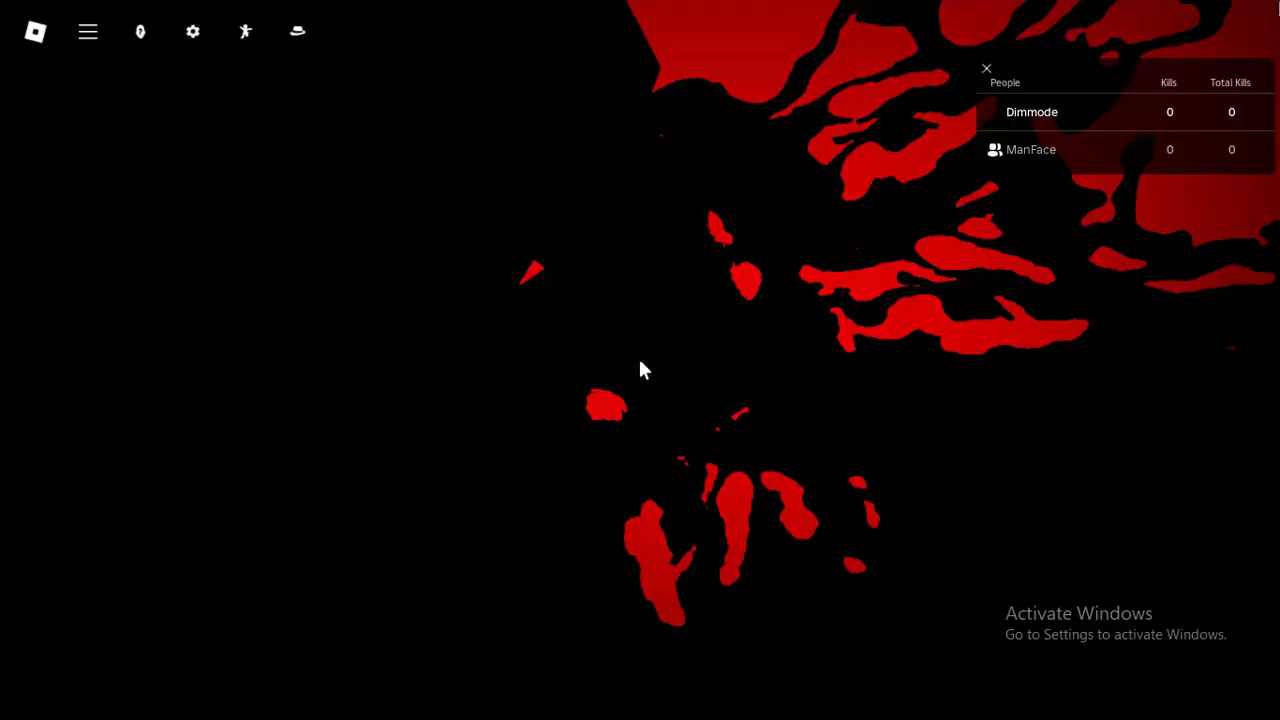 People Kills Total Kills
Dimmode 0 0
ManFace 0 0
Activate Windows
Go to Settings to activate Windows.